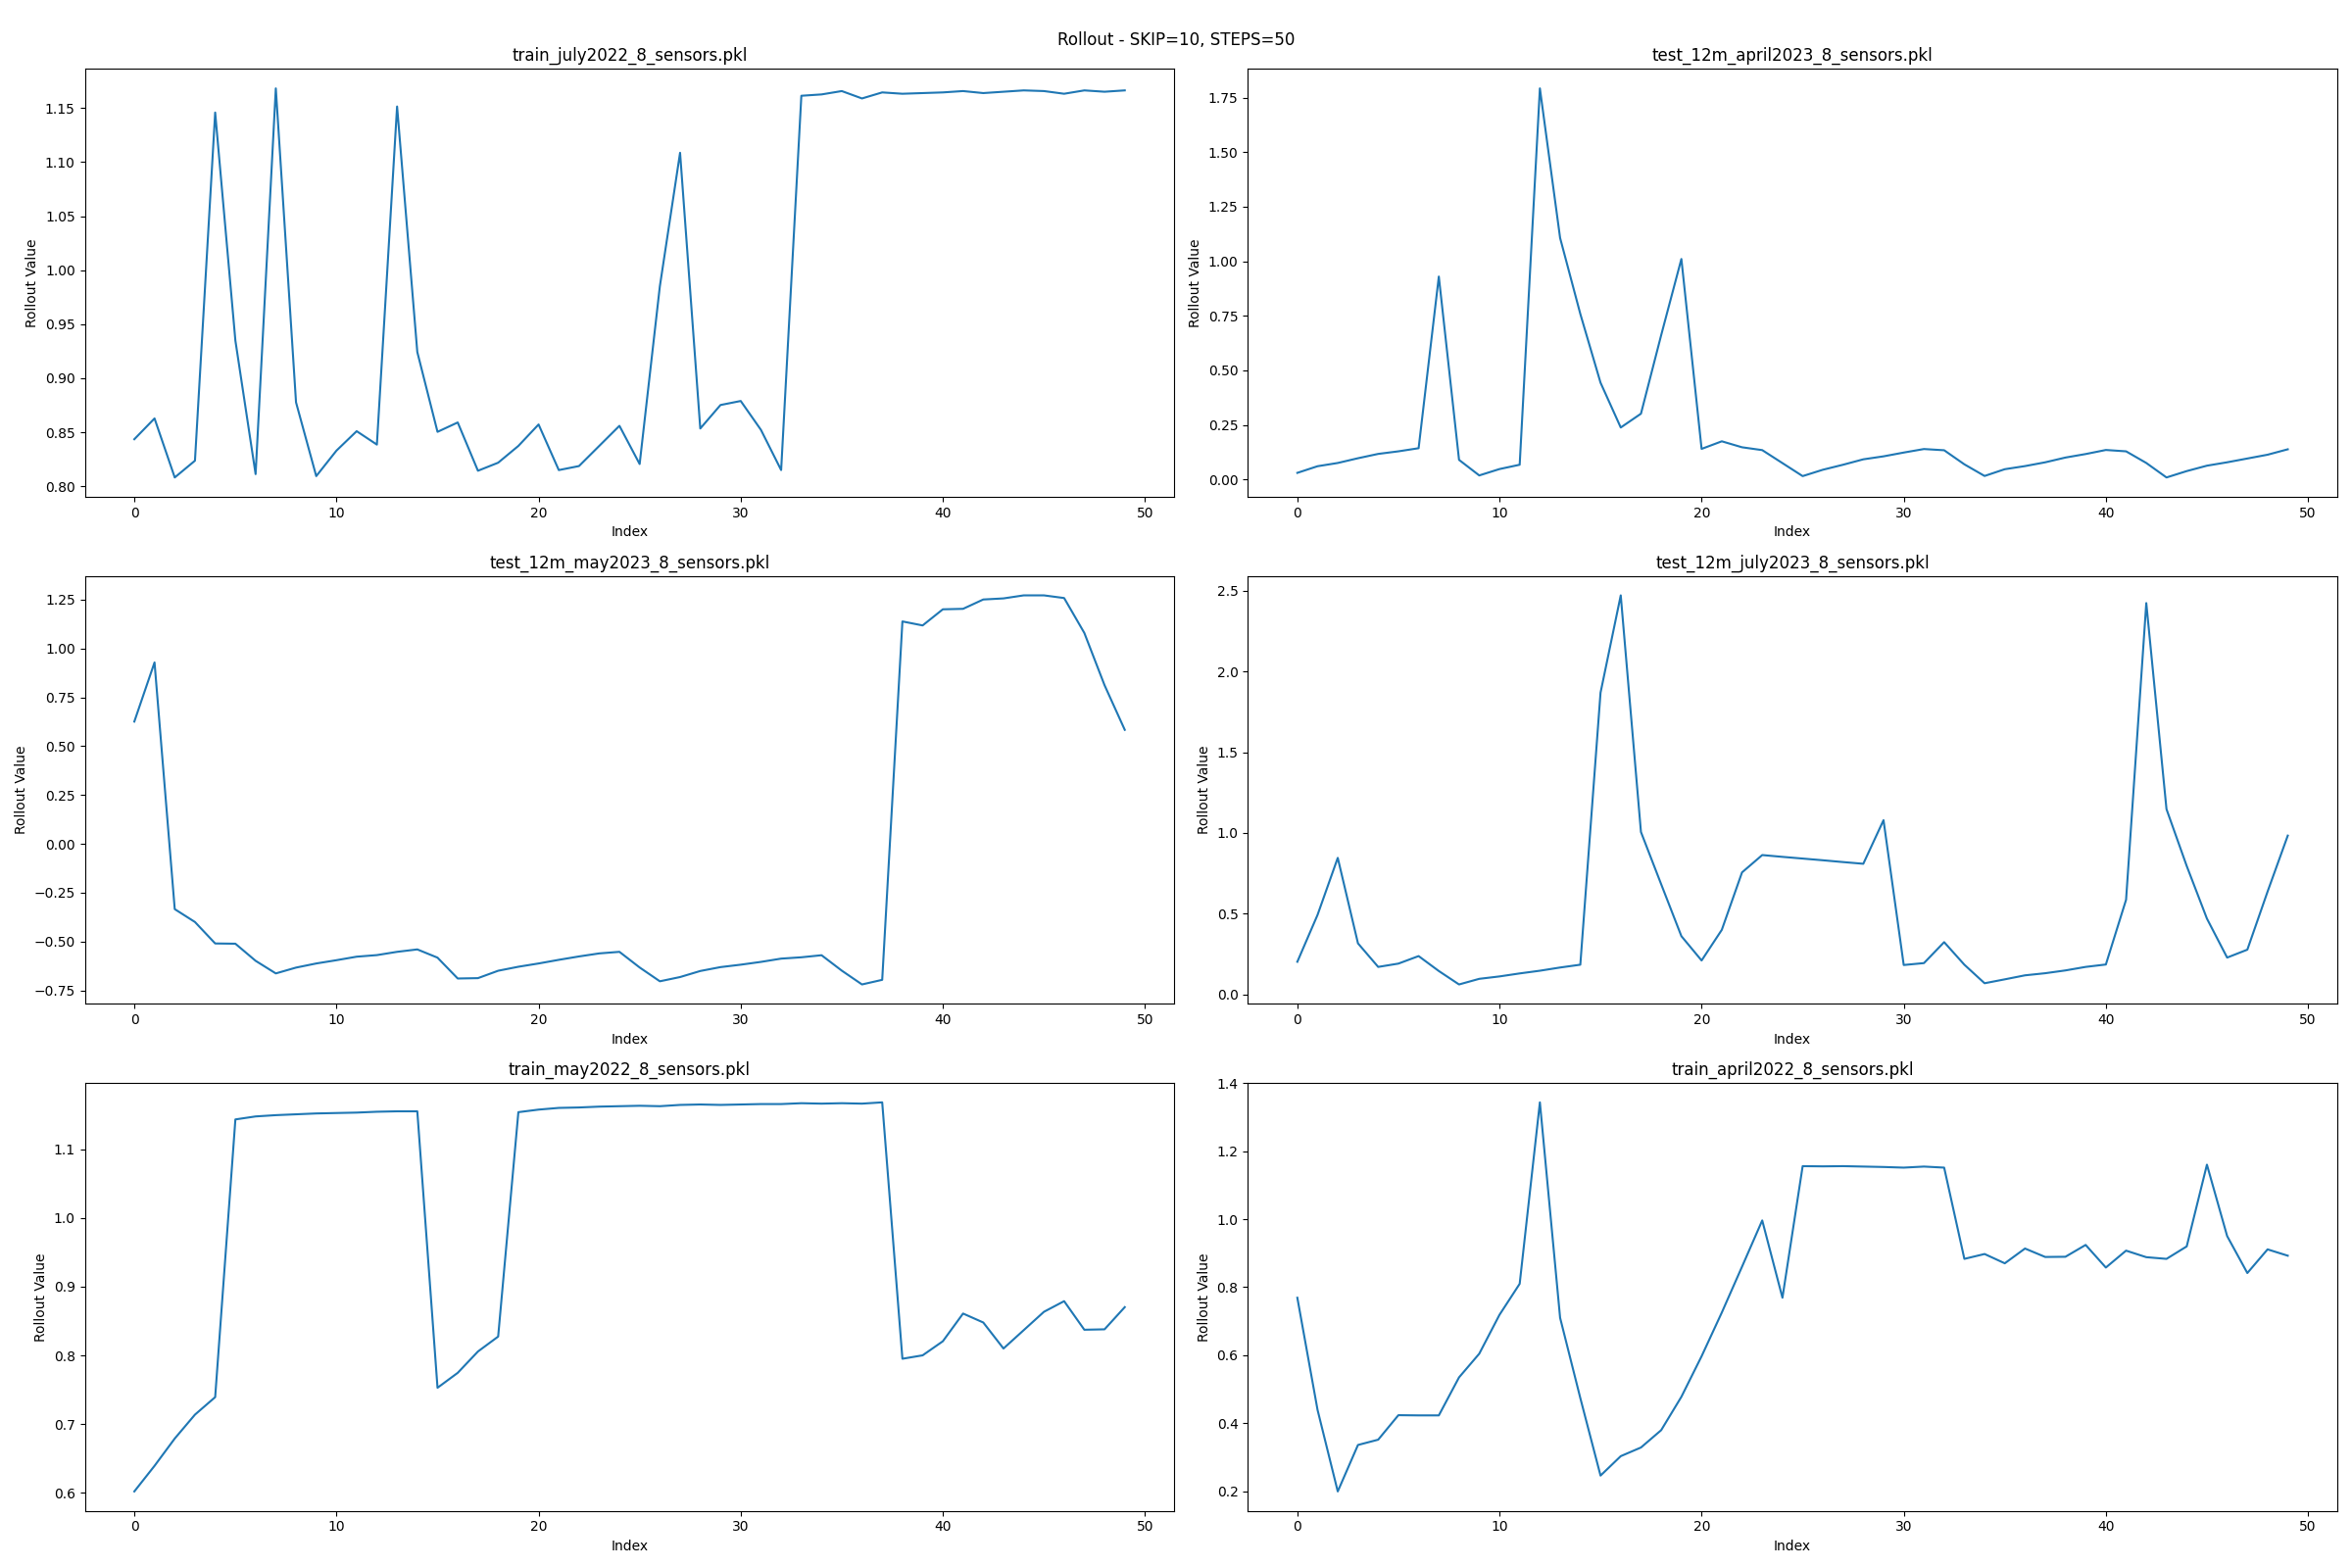 Rollout - SKIP=10, STEPS=50
train_july2022_8_sensors.pkl
Rollout Value
1.15
1.10
1.05
1.00
0.95
0.90
0.85
0.80
0 10 20 30 40 50
Index
test_12m_april2023_8_sensors.pkl
Rollout Value
1.75
1.50
1.25
1.00
0.75
0.50
0.25
0.00
0 10 20 30 40 50
Index
test_12m_may2023_8_sensors.pkl
Rollout Value
1.25
1.00
0.75
0.50
0.25
0.00
−0.25
−0.50
−0.75
0 10 20 30 40 50
Index
test_12m_july2023_8_sensors.pkl
Rollout Value
2.5
2.0
1.5
1.0
0.5
0.0
0 10 20 30 40 50
Index
train_may2022_8_sensors.pkl
Rollout Value
1.1
1.0
0.9
0.8
0.7
0.6
0 10 20 30 40 50
Index
train_april2022_8_sensors.pkl
Rollout Value
1.4
1.2
1.0
0.8
0.6
0.4
0.2
0 10 20 30 40 50
Index